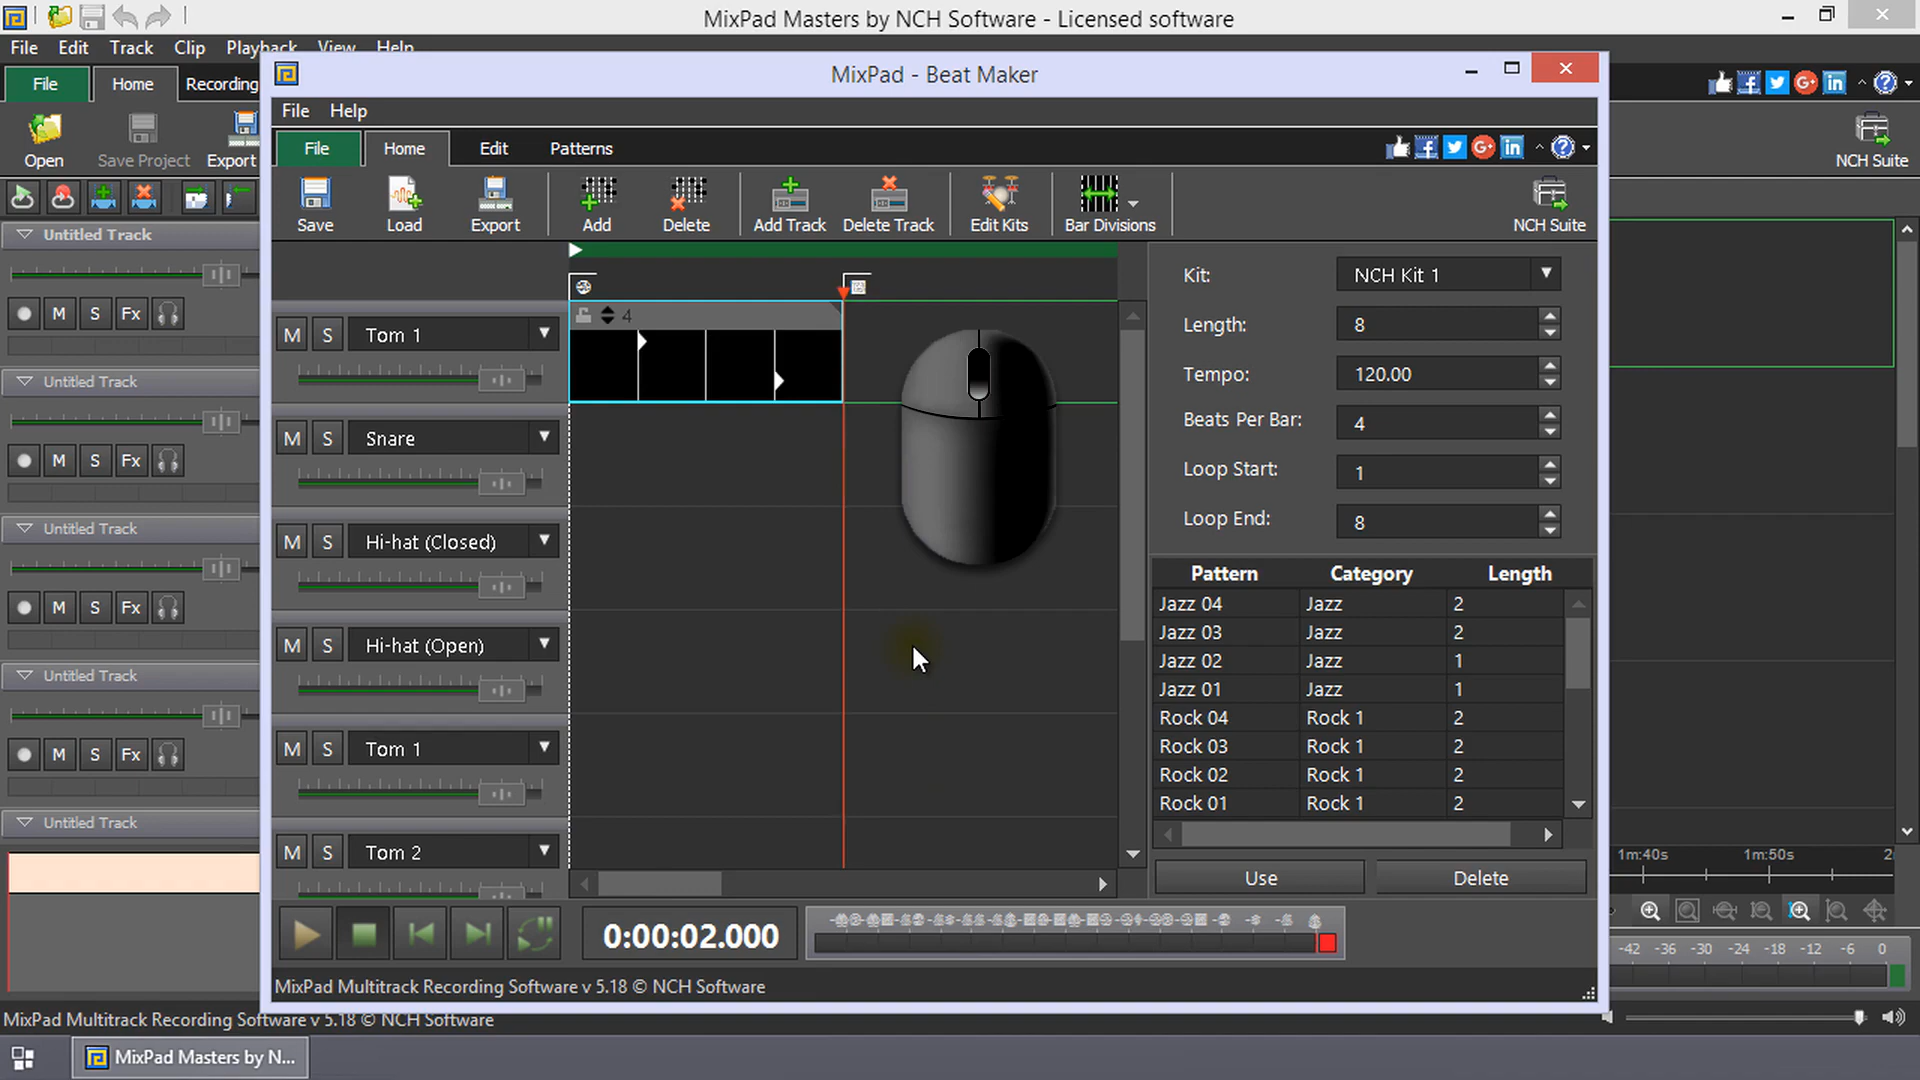 MixPad Masters by NCH Software - Licensed software
File Edit Track Clip Playback View Help
MixPad - Beat Maker
File Home Recording
File Help
File Home Edit Patterns
Open Save Project Export
NCH Suite
Save Load Export Add Delete Add Track Delete Track Edit Kits Bar Divisions NCH Suite
Untitled Track
M S Fx
Untitled Track
M S Fx
Untitled Track
M S Fx
Untitled Track
M S Fx
Untitled Track
4
M S Tom 1
M S Snare
M S Hi-hat (Closed)
M S Hi-hat (Open)
M S Tom 1
M S Tom 2
Kit: NCH Kit 1
Length: 8
Tempo: 120.00
Beats Per Bar: 4
Loop Start: 1
Loop End: 8
Pattern Category Length
Jazz 04 Jazz 2
Jazz 03 Jazz 2
Jazz 02 Jazz 1
Jazz 01 Jazz 1
Rock 04 Rock 1 2
Rock 03 Rock 1 2
Rock 02 Rock 1 2
Rock 01 Rock 1 2
Use Delete
1m:40s 1m:50s 2
0:00:02.000
-42 -36 -30 -24 -18 -12 -6 0
MixPad Multitrack Recording Software v 5.18 © NCH Software
MixPad Multitrack Recording Software v 5.18 © NCH Software
MixPad Masters by N...